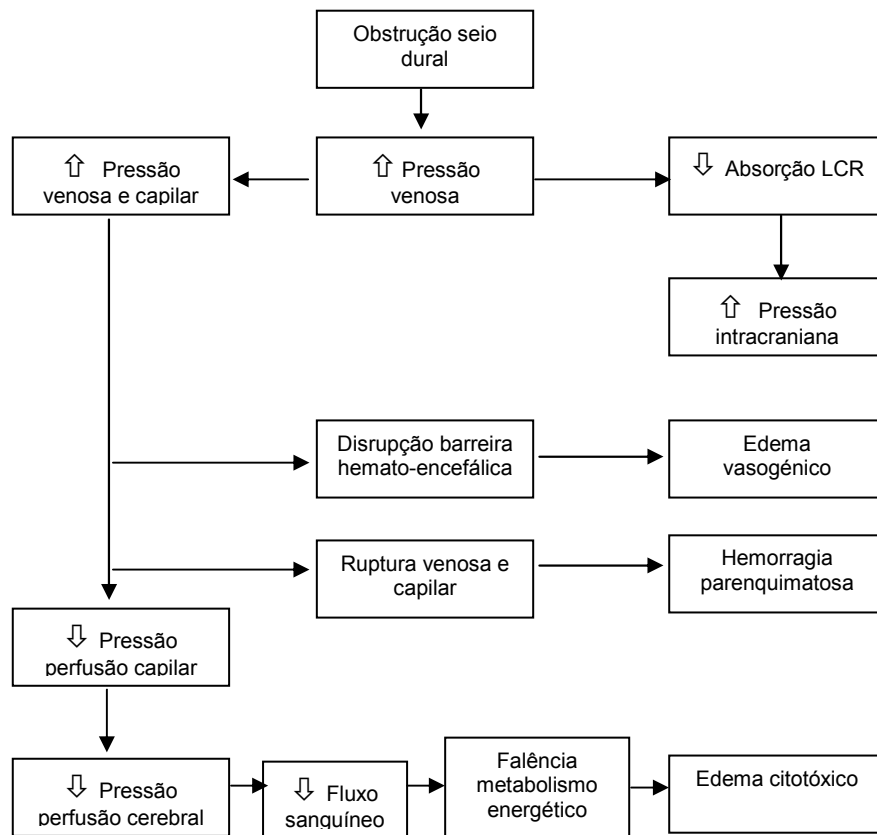 Obstrução seio
dural
⇧ Pressão
venosa e capilar
⇧ Pressão
venosa
⇩ Absorção LCR
⇧ Pressão
intracraniana
Disrupção barreira
hemato-encefálica
Edema
vasogénico
Ruptura venosa e
capilar
Hemorragia
parenquimatosa
⇩ Pressão
perfusão capilar
⇩ Pressão
perfusão cerebral
⇩ Fluxo
sanguíneo
Falência
metabolismo
energético
Edema citotóxico